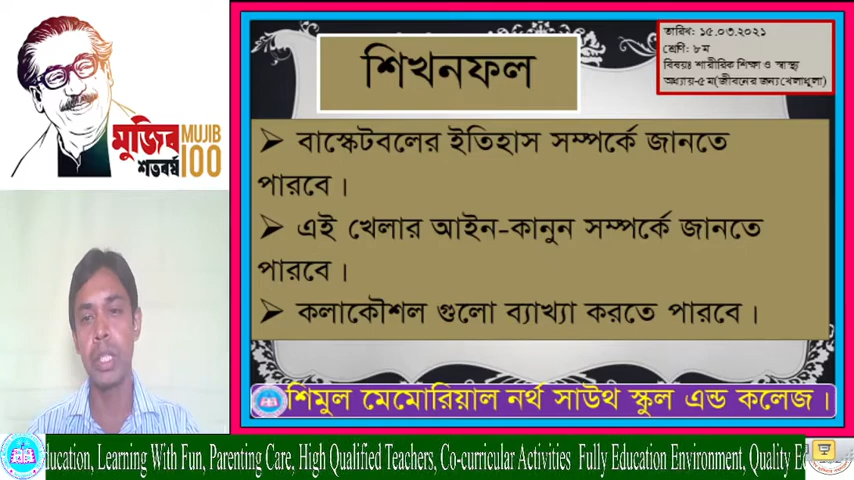 মুজিব
শতবর্ষ
MUJIB
100
শিখনফল
তারিখ: ১৫.০৩.২০২১
শ্রেণি: ৮ম
বিষয়ঃ শারীরিক শিক্ষা ও স্বাস্থ্য
অধ্যায়-৫ম(জীবনের জন্য খেলাধুলা)
➢ বাস্কেটবলের ইতিহাস সম্পর্কে জানতে
পারবে।
➢ এই খেলার আইন-কানুন সম্পর্কে জানতে
পারবে।
➢ কলাকৌশল গুলো ব্যাখ্যা করতে পারবে।
শিমুল মেমোরিয়াল নর্থ সাউথ স্কুল এন্ড কলেজ।
ducation, Learning With Fun, Parenting Care, High Qualified Teachers, Co-curricular Activities Fully Education Environment, Quality Ed